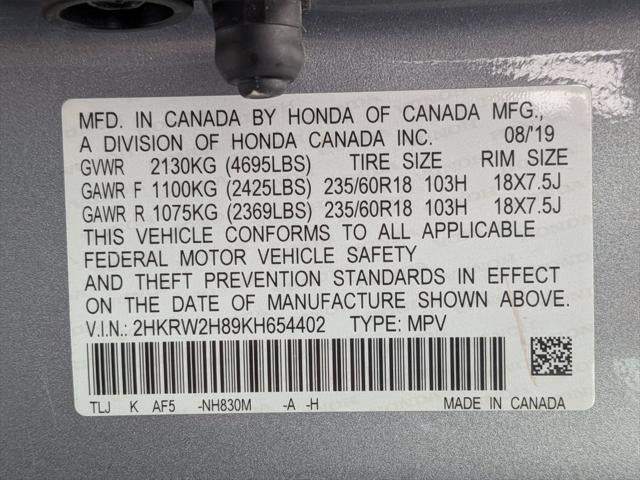 MFD. IN CANADA BY HONDA OF CANADA MFG.,
A DIVISION OF HONDA CANADA INC. 08/'19
GVWR 2130KG (4695LBS) TIRE SIZE RIM SIZE
GAWR F 1100KG (2425LBS) 235/60R18 103H 18X7.5J
GAWR R 1075KG (2369LBS) 235/60R18 103H 18X7.5J
THIS VEHICLE CONFORMS TO ALL APPLICABLE
FEDERAL MOTOR VEHICLE SAFETY
AND THEFT PREVENTION STANDARDS IN EFFECT
ON THE DATE OF MANUFACTURE SHOWN ABOVE.
V.I.N.: 2HKRW2H89KH654402 TYPE: MPV
TLJ K AF5 -NH830M -A -H MADE IN CANADA